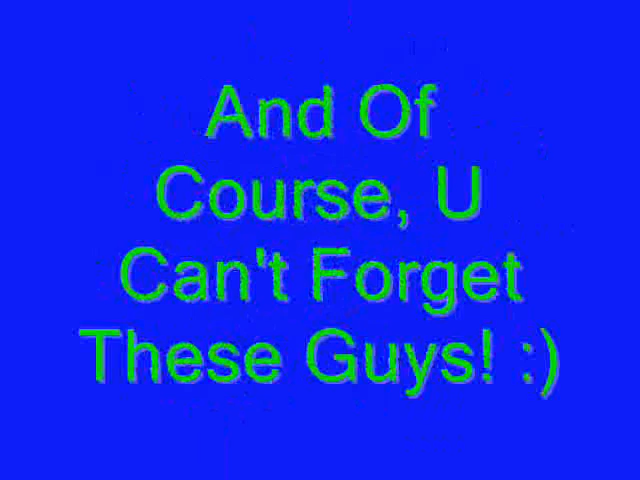 And Of
Course, U
Can't Forget
These Guys! :)